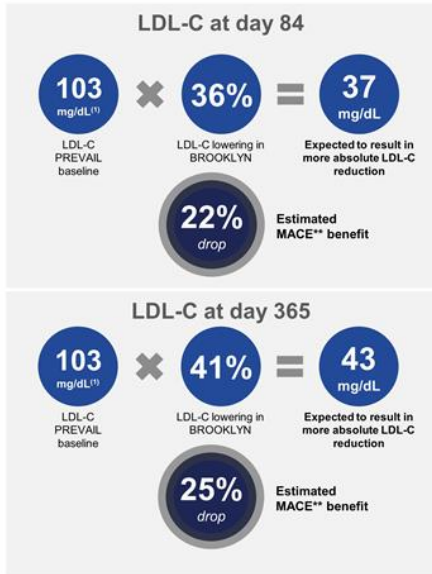 LDL-C at day 84
103
mg/dL(1)
36%
37
mg/dL
LDL-C
PREVAIL
baseline
LDL-C lowering in
BROOKLYN
Expected to result in
more absolute LDL-C
reduction
22%
drop
Estimated
MACE** benefit
LDL-C at day 365
103
mg/dL(1)
41%
43
mg/dL
LDL-C
PREVAIL
baseline
LDL-C lowering in
BROOKLYN
Expected to result in
more absolute LDL-C
reduction
25%
drop
Estimated
MACE** benefit